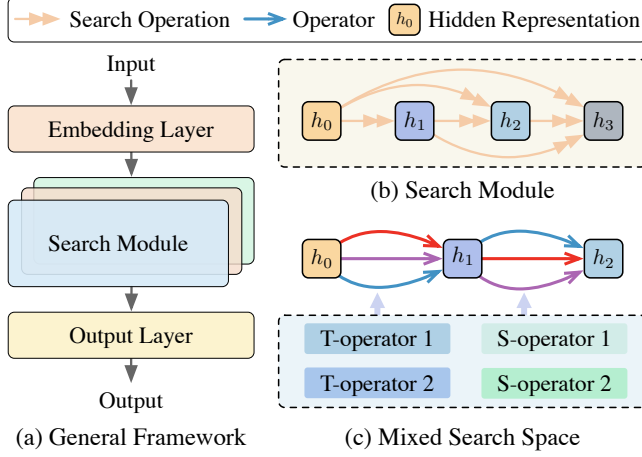 Search Operation Operator h0 Hidden Representation
Input
Embedding Layer
Search Module
Output Layer
Output
(a) General Framework
h0 h1 h2 h3
(b) Search Module
h0 h1 h2
T-operator 1 S-operator 1
T-operator 2 S-operator 2
(c) Mixed Search Space